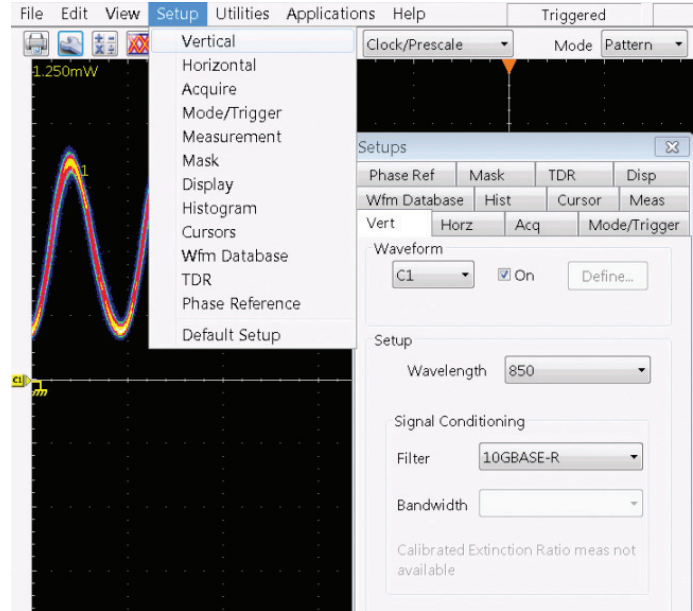 File Edit View Setup Utilities Applications Help Triggered
Clock/Prescale Mode Pattern
1.250mW
C1
Vertical
Horizontal
Acquire
Mode/Trigger
Measurement
Mask
Display
Histogram
Cursors
Wfm Database
TDR
Phase Reference
Default Setup
Setups
Phase Ref Mask TDR Disp
Wfm Database Hist Cursor Meas
Vert Horz Acq Mode/Trigger
Waveform
C1 On Define...
Setup
Wavelength 850
Signal Conditioning
Filter 10GBASE-R
Bandwidth
Calibrated Extinction Ratio meas not
available